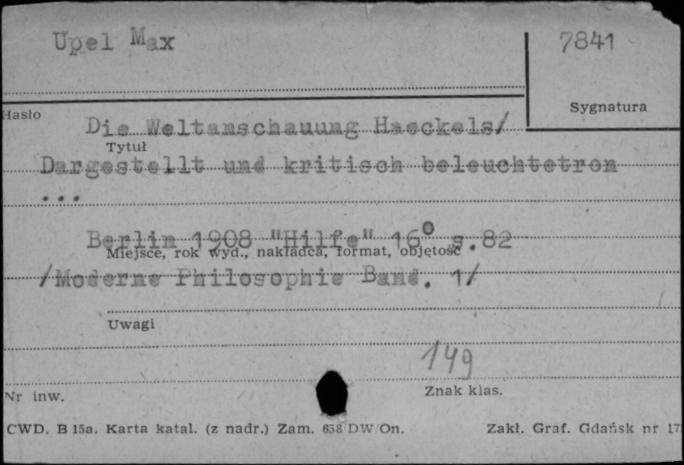 Upel Max
7841
Hasło
Sygnatura
Die Weltanschauung Haeckels/
Tytuł
Dargestellt und kritisch beleuchtetron
...
Berlin 1908 "Hilfe" 16° s.82
Miejsce, rok wyd., nakładca, format, objętość
/Moderne Philosophie Band. 1/
Uwagi
149
Nr inw.
Znak klas.
CWD. B 15a. Karta katal. (z nadr.) Zam. 658 DW/On.
Zakł. Graf. Gdańsk nr 17